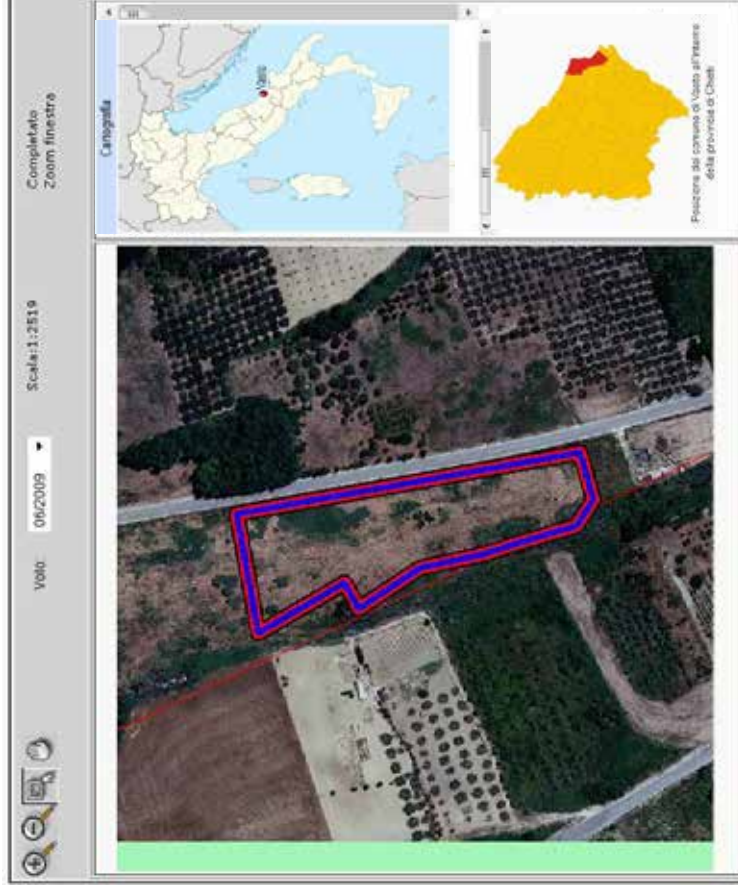 Volo:
06/2009
Scala:1:2519
Completato
Zoom finestra
Cartografia
Vasto
Posizione del comune di Vasto all'interno
della provincia di Chieti